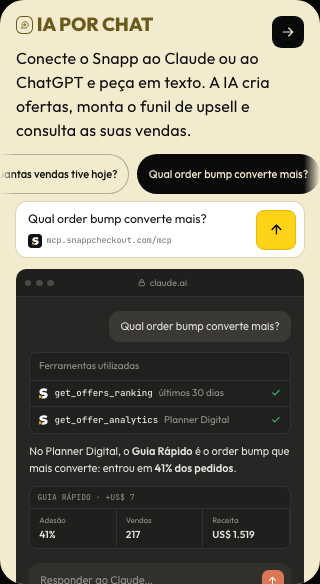 IA POR CHAT
Conecte o Snapp ao Claude ou ao
ChatGPT e peça em texto. A IA cria
ofertas, monta o funil de upsell e
consulta as suas vendas.
antas vendas tive hoje?
Qual order bump converte mais?
Qual order bump converte mais?
mcp.snappcheckout.com/mcp
claude.ai
Qual order bump converte mais?
Ferramentas utilizadas
get_offers_ranking últimos 30 dias
get_offer_analytics Planner Digital
No Planner Digital, o Guia Rápido é o order bump que
mais converte: entrou em 41% dos pedidos.
GUIA RÁPIDO · +US$ 7
Adesão Vendas Receita
41% 217 US$ 1.519
Responder ao Claude...